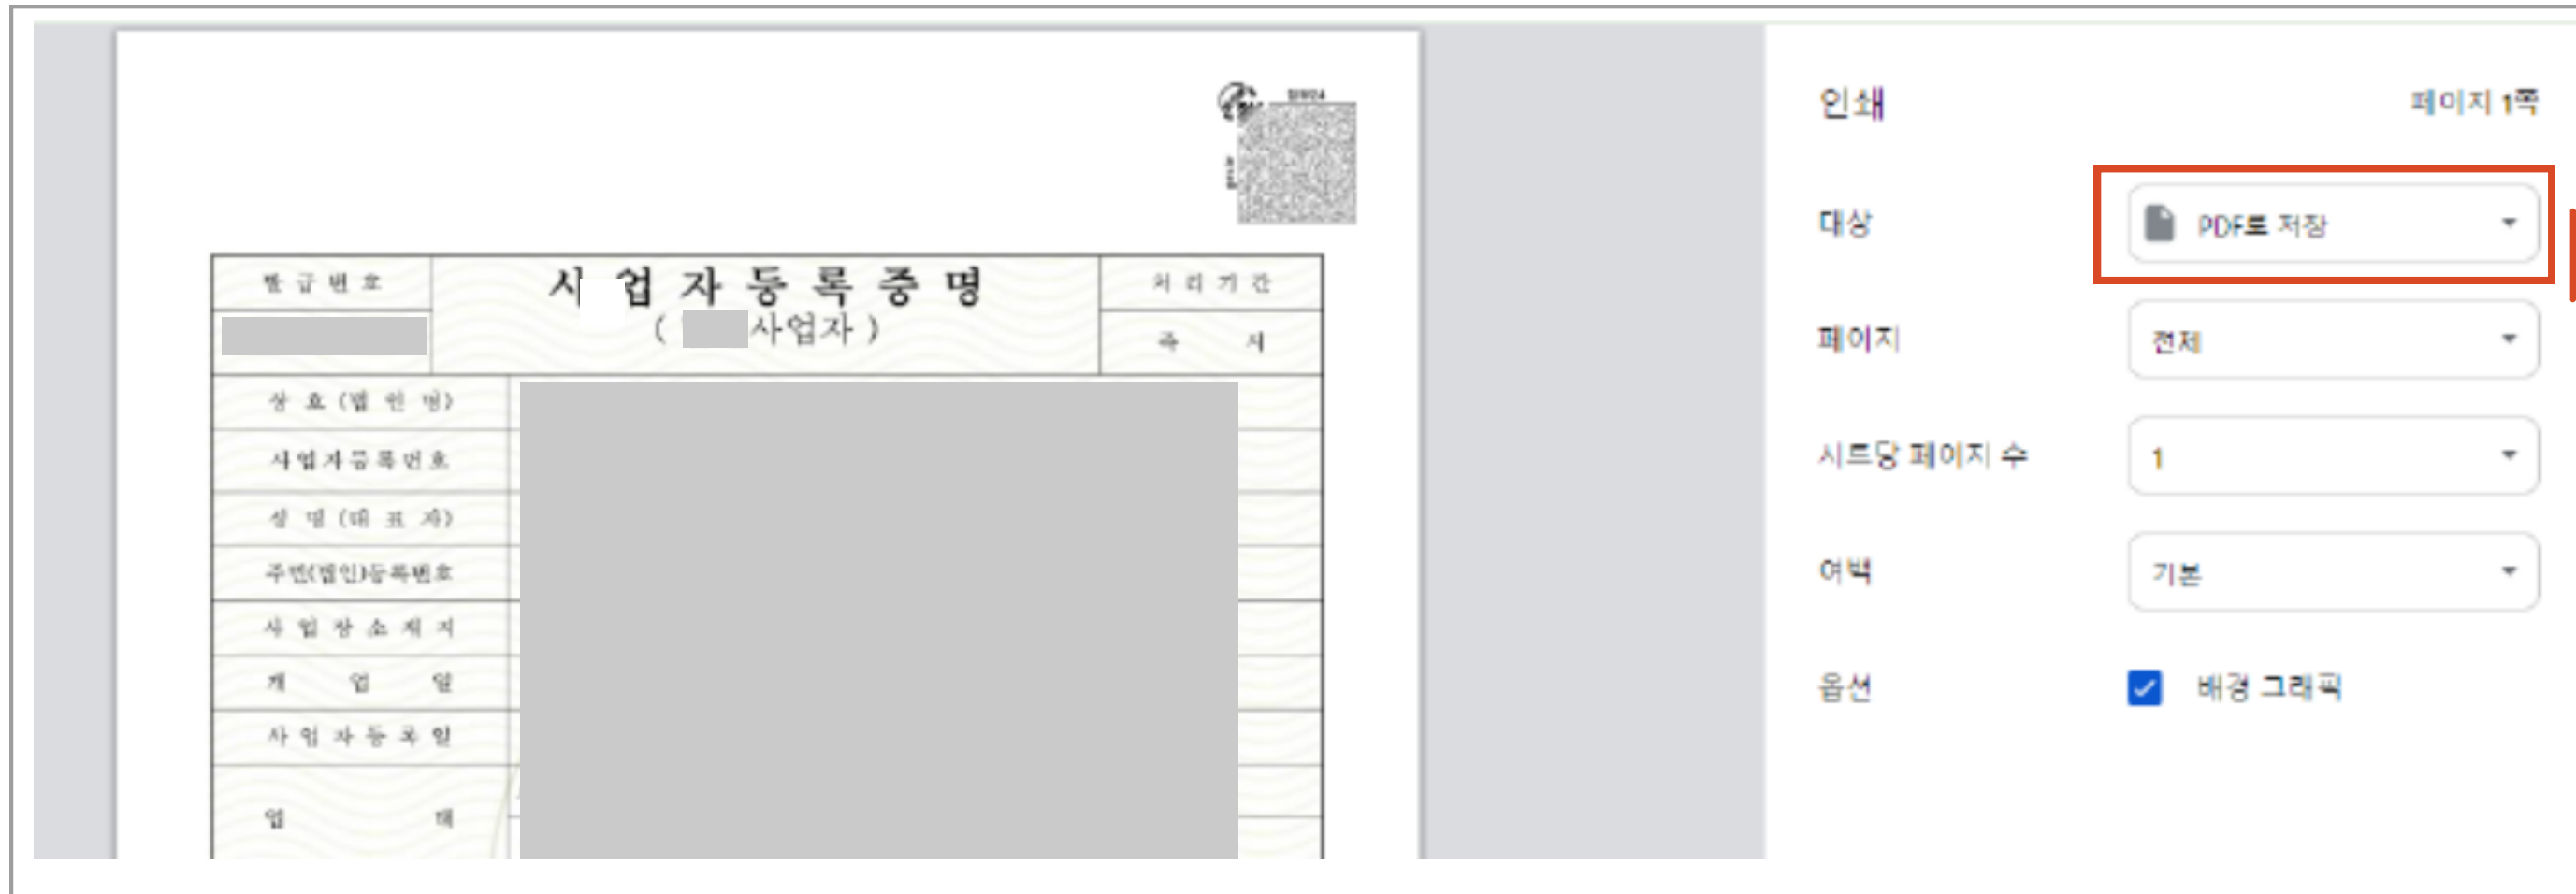 발급번호
사업자등록증명
처리기간
( 사업자 )
즉 시
상 호 (법 인 명)
사업자등록번호
성 명 (대 표 자)
주민(법인)등록번호
사 업 장 소 재 지
개 업 일
사 업 자 등 록 일
업 태
인쇄
페이지 1쪽
대상
PDF로 저장
페이지
전체
시트당 페이지 수
1
여백
기본
옵션
배경 그래픽